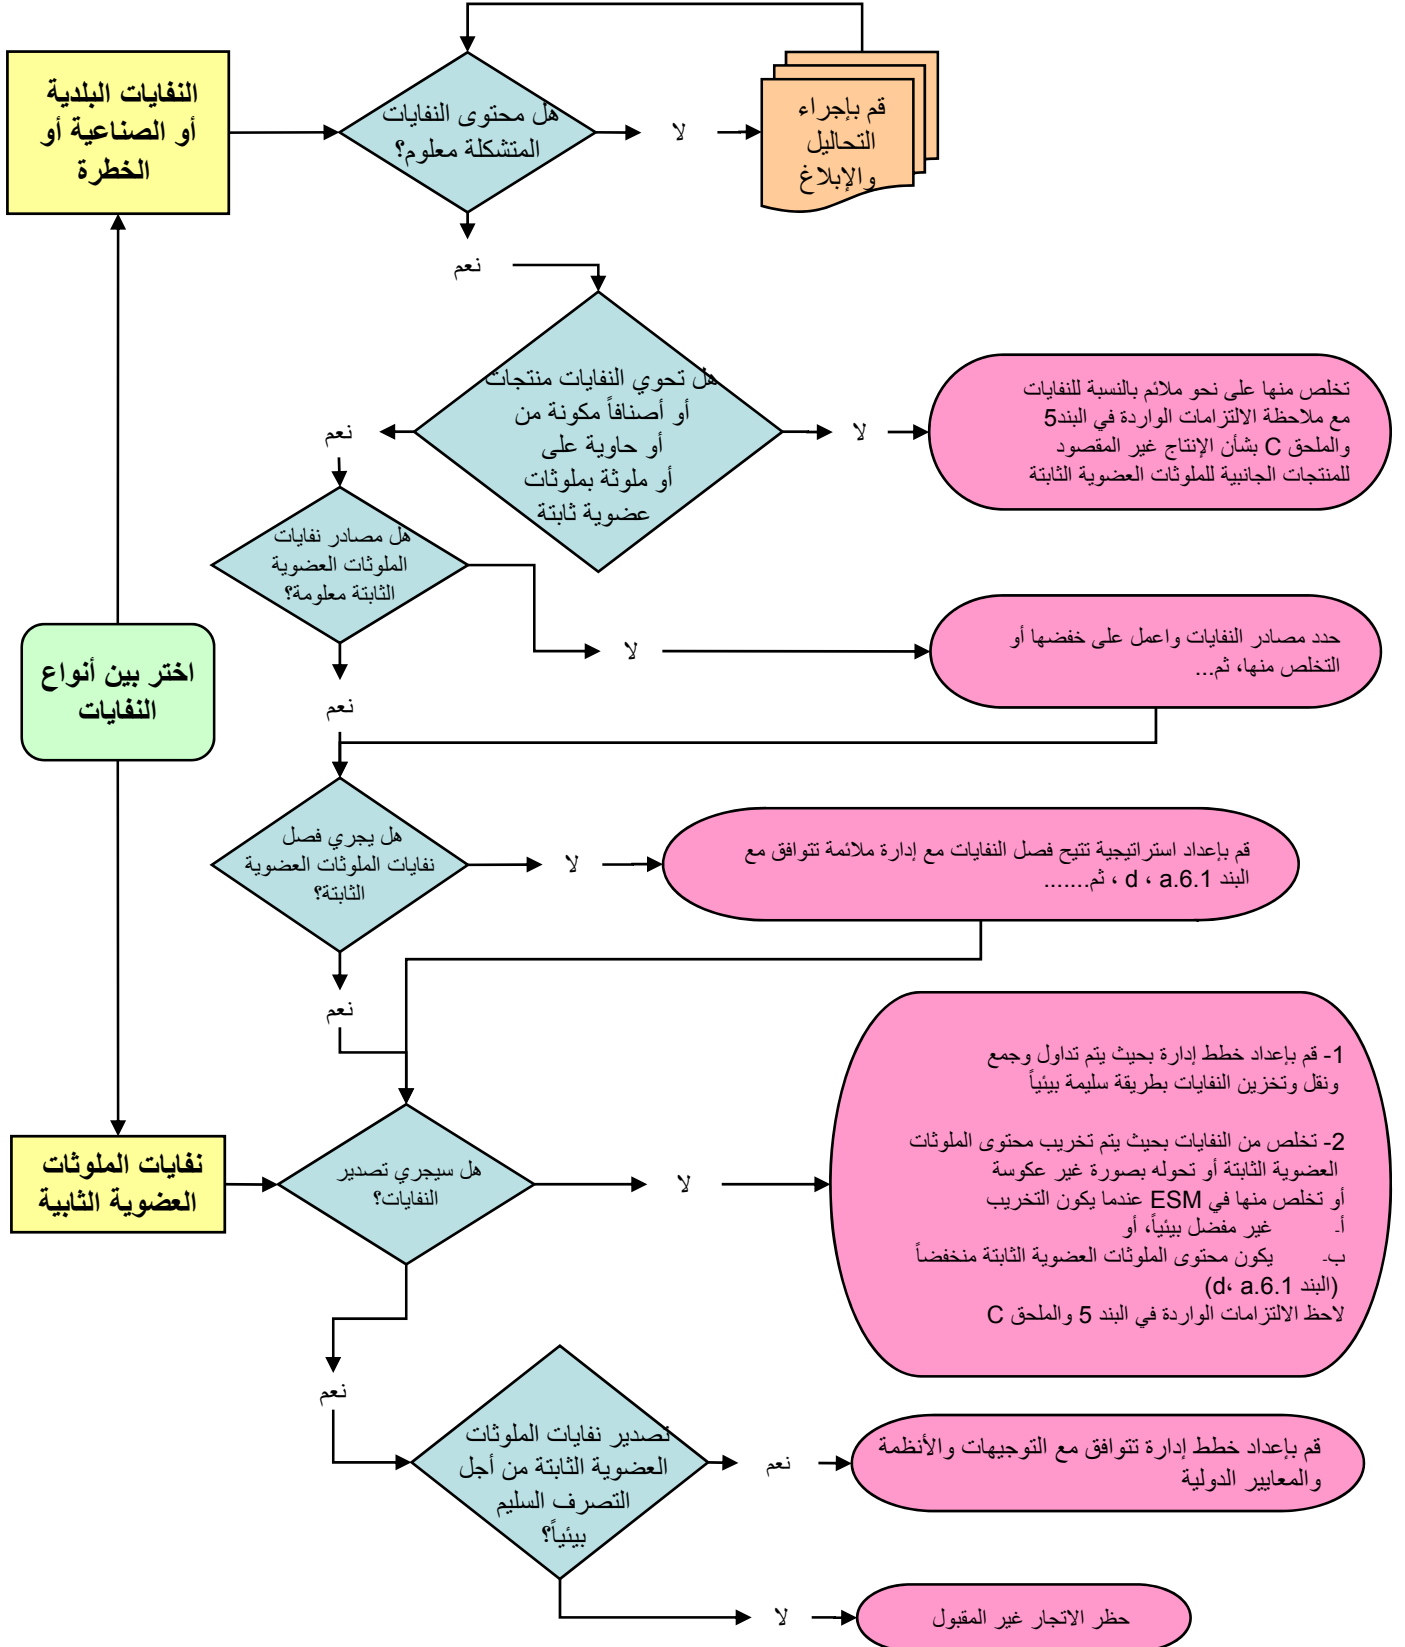 النفايات البلدية
أو الصناعية أو
الخطرة
هل محتوى النفايات
المتشكلة معلوم؟
لا
قم بإجراء
التحاليل
والإبلاغ
نعم
هل تحوي النفايات منتجات
أو أصنافاً مكونة من
أو حاوية على
أو ملوثة بملوثات
عضوية ثابتة
لا
تخلص منها على نحو ملائم بالنسبة للنفايات
مع ملاحظة الالتزامات الواردة في البند5
والملحق C بشأن الإنتاج غير المقصود
للمنتجات الجانبية للملوثات العضوية الثابتة
نعم
هل مصادر نفايات
الملوثات العضوية
الثابتة معلومة؟
لا
حدد مصادر النفايات واعمل على خفضها أو
التخلص منها، ثم...
اختر بين أنواع
النفايات
نعم
هل يجري فصل
نفايات الملوثات العضوية
الثابتة؟
لا
قم بإعداد استراتيجية تتيح فصل النفايات مع إدارة ملائمة تتوافق مع
البند d ، a.6.1 ، ثم.......
نعم
1- قم بإعداد خطط إدارة بحيث يتم تداول وجمع
ونقل وتخزين النفايات بطريقة سليمة بيئياً
2- تخلص من النفايات بحيث يتم تخريب محتوى الملوثات
العضوية الثابتة أو تحوله بصورة غير عكوسة
أو تخلص منها في ESM عندما يكون التخريب
أ- غير مفضل بيئياً، أو
ب- يكون محتوى الملوثات العضوية الثابتة منخفضاً
(البند d، a.6.1)
لاحظ الالتزامات الواردة في البند 5 والملحق C
نفايات الملوثات
العضوية الثابية
هل سيجري تصدير
النفايات؟
لا
نعم
تصدير نفايات الملوثات
العضوية الثابتة من أجل
التصرف السليم
بيئياً؟
نعم
قم بإعداد خطط إدارة تتوافق مع التوجيهات والأنظمة
والمعايير الدولية
لا
حظر الاتجار غير المقبول